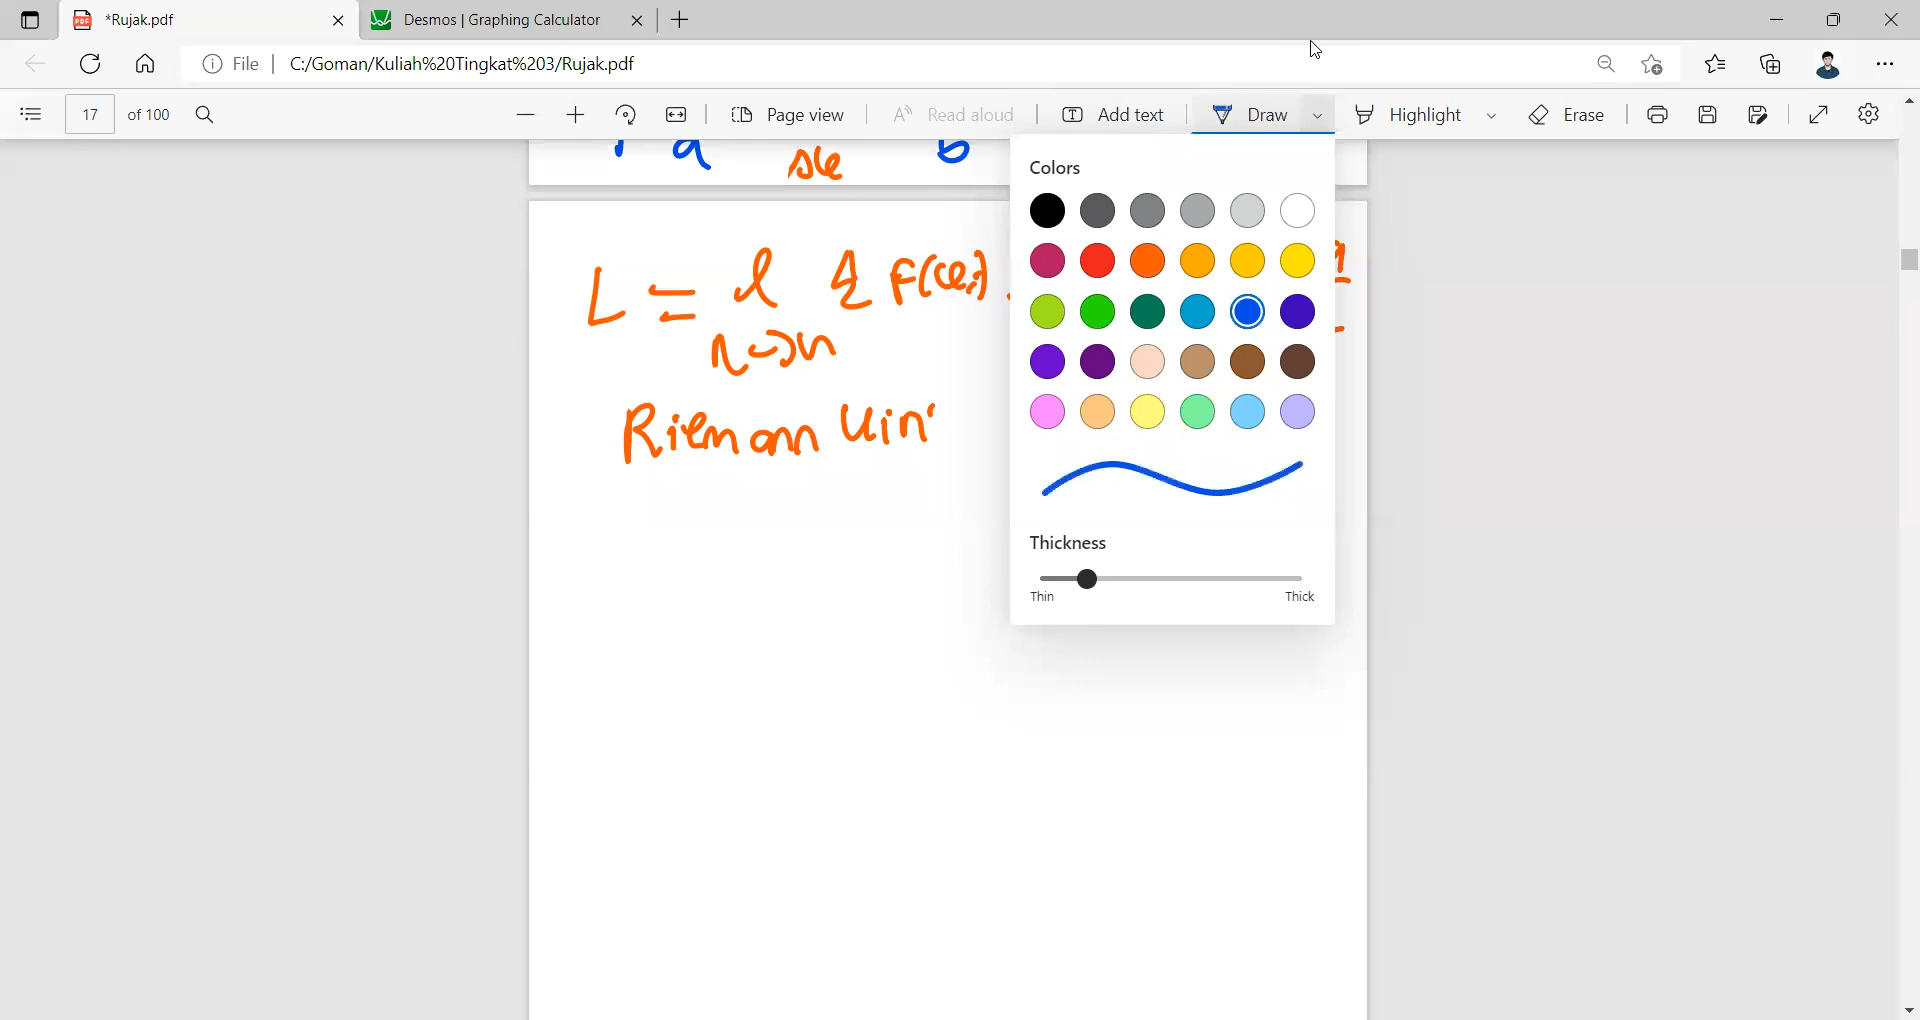 *Rujak.pdf
Desmos | Graphing Calculator
File
C:/Goman/Kuliah%20Tingkat%203/Rujak.pdf
17 of 100
Page view
Read aloud
Add text
Draw
Highlight
Erase
Colors
L =
Riemann
Thickness
Thin
Thick